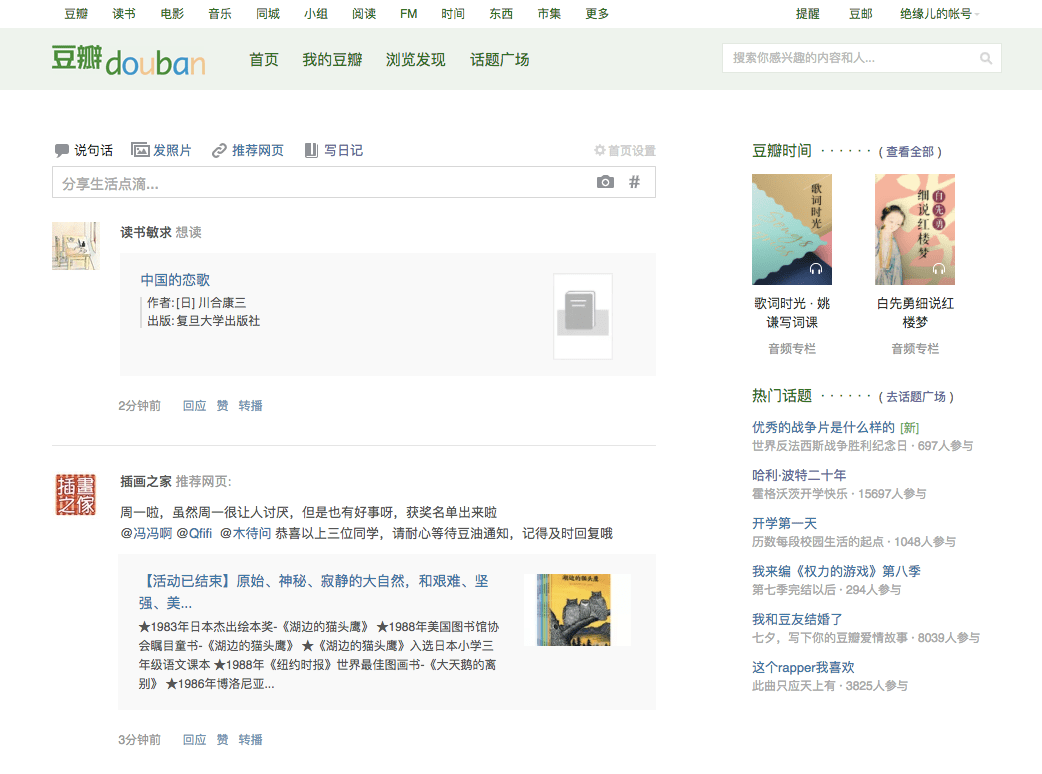 豆瓣 读书 电影 音乐 同城 小组 阅读 FM 时间 东西 市集 更多 提醒 豆邮 绝缘儿的帐号
豆瓣douban 首页 我的豆瓣 浏览发现 话题广场 搜索你感兴趣的内容和人...
说句话 发照片 推荐网页 写日记 首页设置
分享生活点滴... #
读书敏求 想读
中国的恋歌
作者:[日] 川合康三
出版: 复旦大学出版社
2分钟前 回应 赞 转播
插画之家 推荐网页:
周一啦，虽然周一很让人讨厌，但是也有好事呀，获奖名单出来啦
@冯冯啊 @Qfifi @木待问 恭喜以上三位同学，请耐心等待豆油通知，记得及时回复哦
【活动已结束】原始、神秘、寂静的大自然，和艰难、坚
强、美...
★1983年日本杰出绘本奖-《湖边的猫头鹰》 ★1988年美国图书馆协
会瞩目童书-《湖边的猫头鹰》 ★《湖边的猫头鹰》入选日本小学三
年级语文课本 ★1988年《纽约时报》世界最佳图画书-《大天鹅的离
别》 ★1986年博洛尼亚...
湖边的猫头鹰
3分钟前 回应 赞 转播
豆瓣时间 · · · · · · ( 查看全部 )
歌词时光
白先勇
细说红楼梦
歌词时光 · 姚
谦写词课
音频专栏
白先勇细说红
楼梦
音频专栏
热门话题 · · · · · · ( 去话题广场 )
优秀的战争片是什么样的 [新]
世界反法西斯战争胜利纪念日 · 697人参与
哈利·波特二十年
霍格沃茨开学快乐 · 15697人参与
开学第一天
历数每段校园生活的起点 · 1048人参与
我来编《权力的游戏》第八季
第七季完结以后 · 294人参与
我和豆友结婚了
七夕，写下你的豆瓣爱情故事 · 8039人参与
这个rapper我喜欢
此曲只应天上有 · 3825人参与